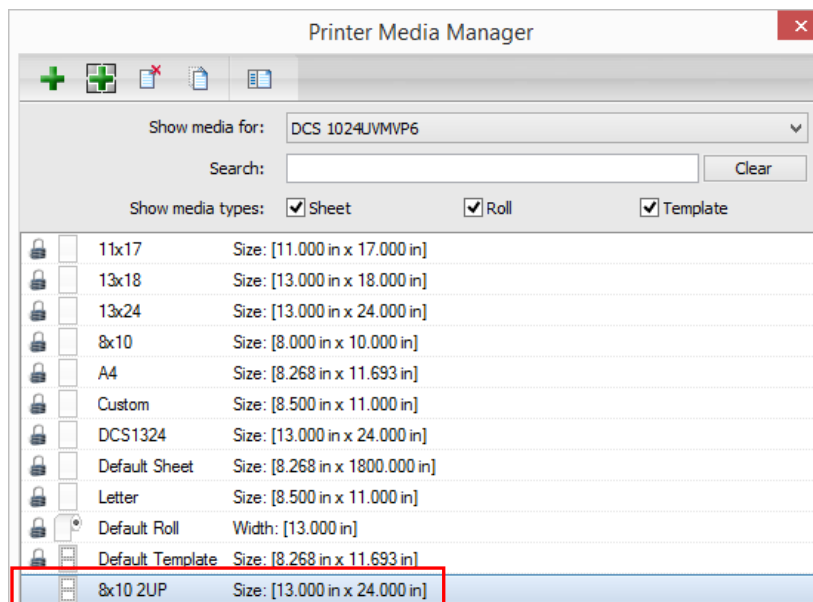 Printer Media Manager
Show media for: DCS 1024UVMVP6
Search: Clear
Show media types: Sheet Roll Template
11x17 Size: [11.000 in x 17.000 in]
13x18 Size: [13.000 in x 18.000 in]
13x24 Size: [13.000 in x 24.000 in]
8x10 Size: [8.000 in x 10.000 in]
A4 Size: [8.268 in x 11.693 in]
Custom Size: [8.500 in x 11.000 in]
DCS1324 Size: [13.000 in x 24.000 in]
Default Sheet Size: [8.268 in x 1800.000 in]
Letter Size: [8.500 in x 11.000 in]
Default Roll Width: [13.000 in]
Default Template Size: [8.268 in x 11.693 in]
8x10 2UP Size: [13.000 in x 24.000 in]